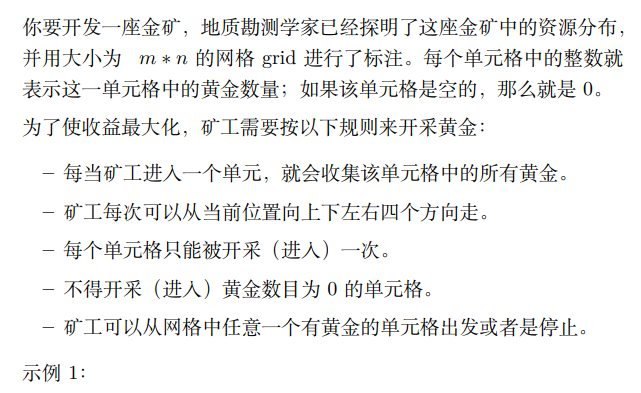 你要开发一座金矿，地质勘测学家已经探明了这座金矿中的资源分布，
并用大小为 m ∗ n 的网格 grid 进行了标注。每个单元格中的整数就
表示这一单元格中的黄金数量；如果该单元格是空的，那么就是 0。
为了使收益最大化，矿工需要按以下规则来开采黄金：
– 每当矿工进入一个单元，就会收集该单元格中的所有黄金。
– 矿工每次可以从当前位置向上下左右四个方向走。
– 每个单元格只能被开采（进入）一次。
– 不得开采（进入）黄金数目为 0 的单元格。
– 矿工可以从网格中任意一个有黄金的单元格出发或者是停止。
示例 1：